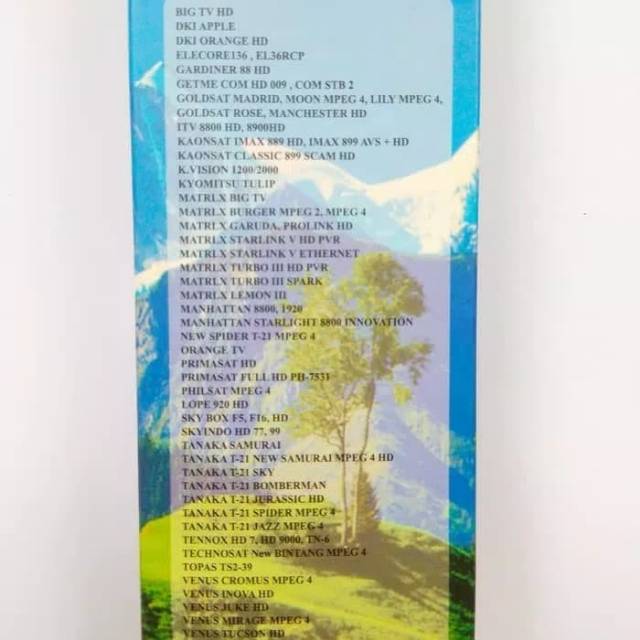 BIG TV HD
DKI APPLE
DKI ORANGE HD
ELECORE136 , EL36RCP
GARDINER 88 HD
GETME COM HD 009 , COM STB 2
GOLDSAT MADRID, MOON MPEG 4, LILY MPEG 4,
GOLDSAT ROSE, MANCHESTER HD
ITV 8800 HD, 8900HD
KAONSAT IMAX 889 HD, IMAX 899 AVS + HD
KAONSAT CLASSIC 899 SCAM HD
K.VISION 1200/2000
KYOMITSU TULIP
MATRLX BIG TV
MATRLX BURGER MPEG 2, MPEG 4
MATRLX GARUDA, PROLINK HD
MATRLX STARLINK V HD PVR
MATRLX STARLINK V ETHERNET
MATRLX TURBO III HD PVR
MATRLX TURBO III SPARK
MATRLX LEMON III
MANHATTAN 8800, 1920
MANHATTAN STARLIGHT 8800 INNOVATION
NEW SPIDER T-21 MPEG 4
ORANGE TV
PRIMASAT HD
PRIMASAT FULL HD PH-7531
PHILSAT MPEG 4
LOPE 920 HD
SKY BOX F5, F16, HD
SKYINDO HD 77, 99
TANAKA SAMURAI
TANAKA T-21 NEW SAMURAI MPEG 4 HD
TANAKA T-21 SKY
TANAKA T-21 BOMBERMAN
TANAKA T-21 JURASSIC HD
TANAKA T-21 SPIDER MPEG 4
TANAKA T-21 JAZZ MPEG 4
TENNOX HD 7, HD 9000, TN-6
TECHNOSAT New BINTANG MPEG 4
TOPAS TS2-39
VENUS CROMUS MPEG 4
VENUS INOVA HD
VENUS JUKE HD
VENUS MIRAGE MPEG 4
VENUS TUCSON HD